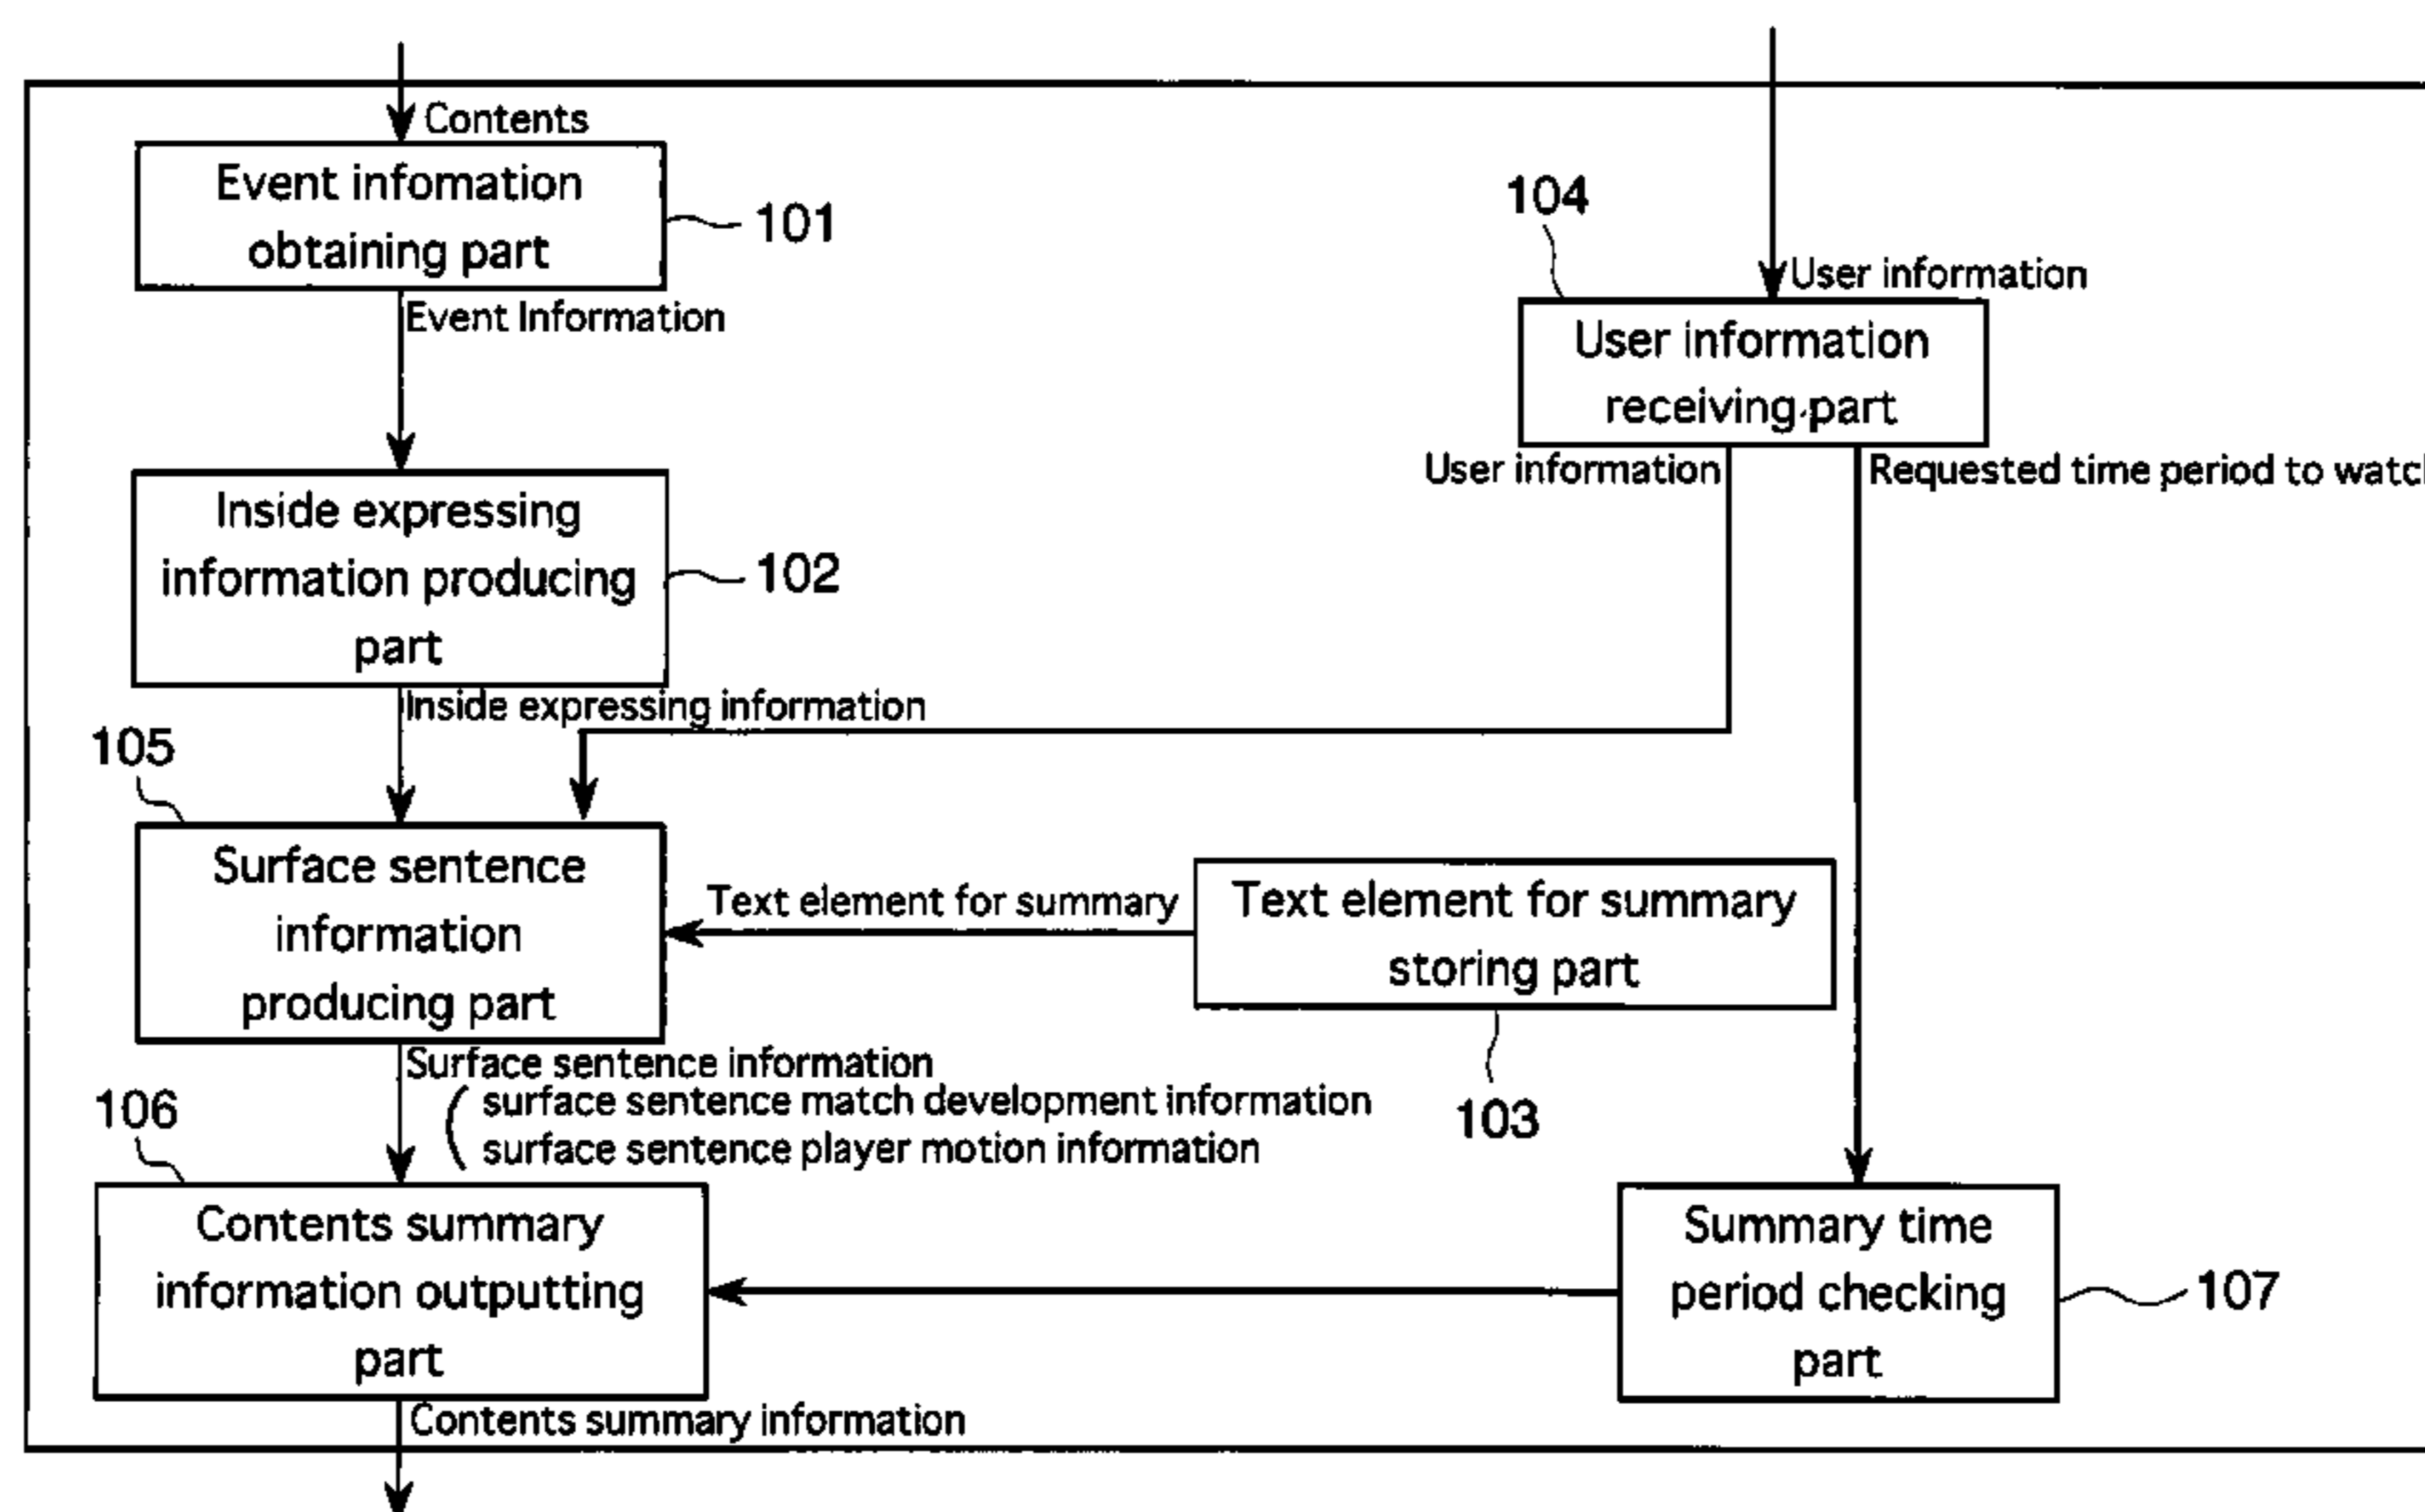 Contents
Event infomation
obtaining part
101
Event Information
104
User information
User information
receiving part
User information
Requested time period to watch
Inside expressing
information producing
part
102
Inside expressing information
105
Surface sentence
information
producing part
Text element for summary
Text element for summary
storing part
103
Surface sentence information
surface sentence match development information
surface sentence player motion information
106
Contents summary
information outputting
part
Summary time
period checking
part
107
Contents summary information